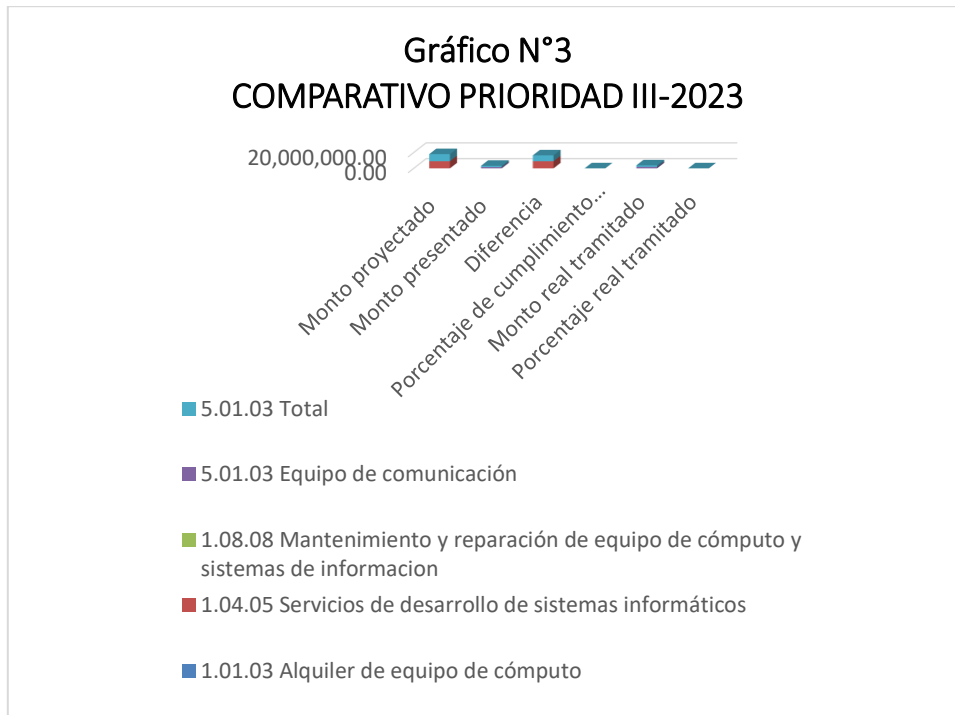 Gráfico N°3
COMPARATIVO PRIORIDAD III-2023
20,000,000.00
0.00
Monto proyectado
Monto presentado
Diferencia
Porcentaje de cumplimiento…
Monto real tramitado
Porcentaje real tramitado
5.01.03 Total
5.01.03 Equipo de comunicación
1.08.08 Mantenimiento y reparación de equipo de cómputo y
sistemas de informacion
1.04.05 Servicios de desarrollo de sistemas informáticos
1.01.03 Alquiler de equipo de cómputo